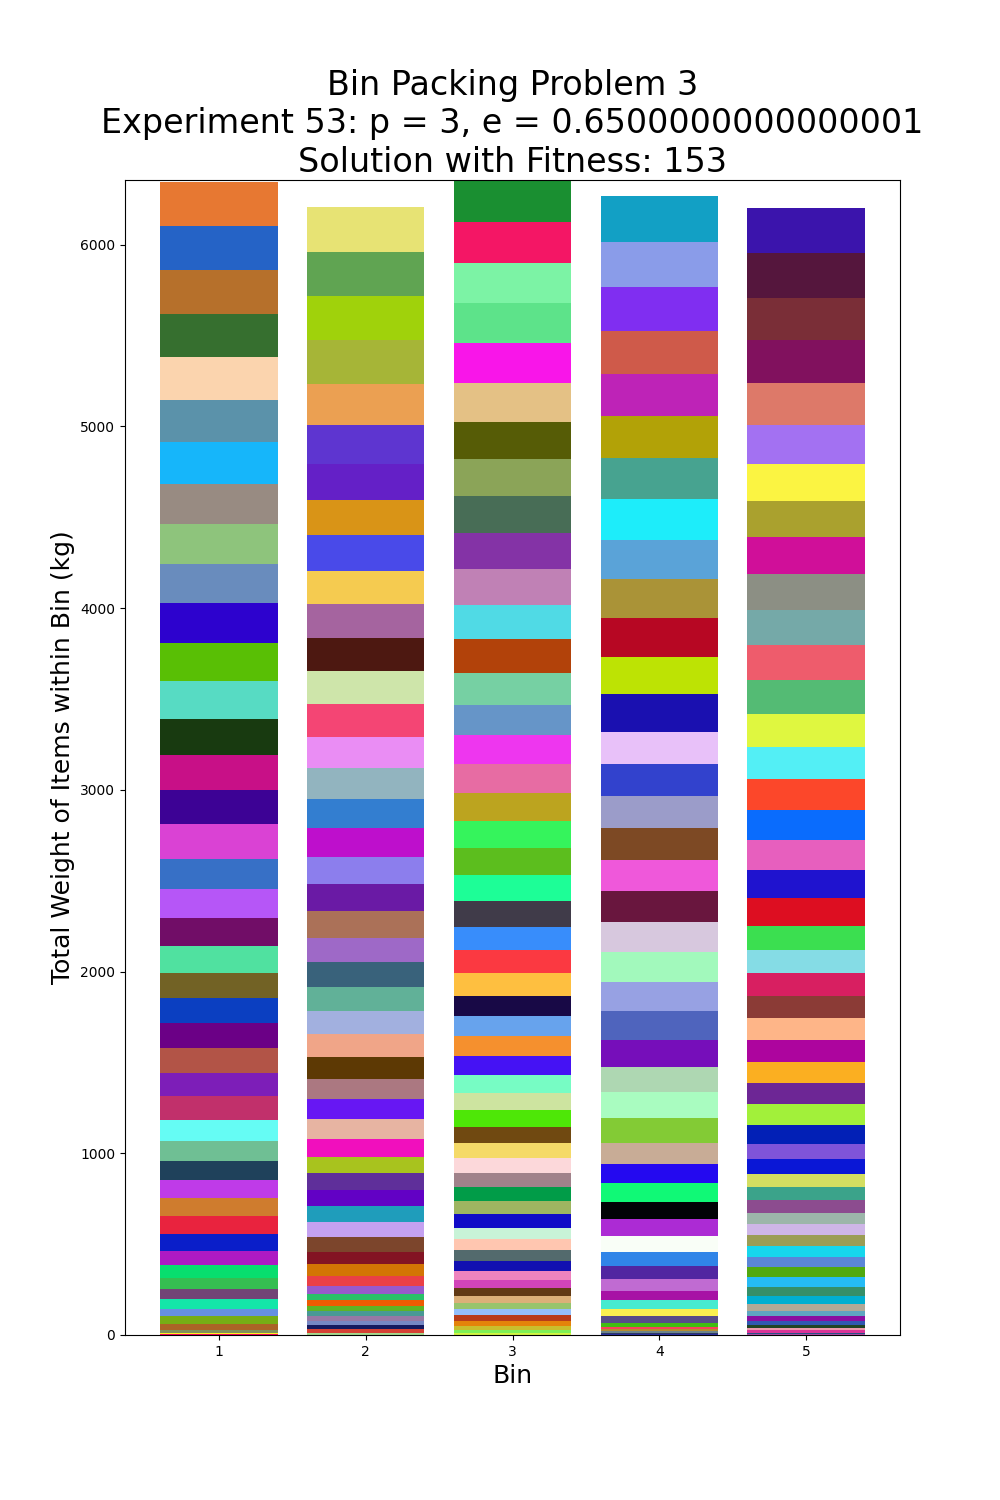 Bin Packing Problem 3
Experiment 53: p = 3, e = 0.6500000000000001
Solution with Fitness: 153
6000
5000
4000
3000
2000
1000
0
Total Weight of Items within Bin (kg)
1 2 3 4 5
Bin